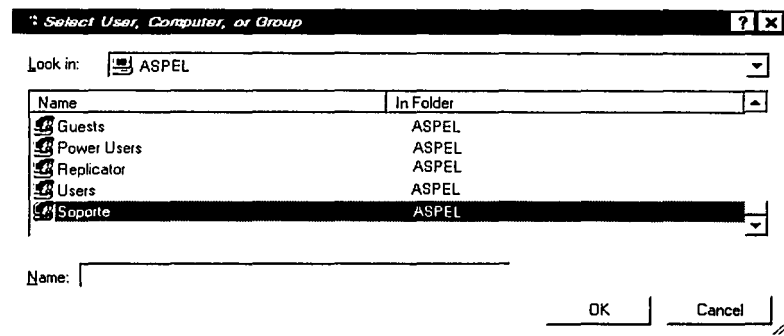 Select User, Computer, or Group
Look in: ASPEL
Name In Folder
Guests ASPEL
Power Users ASPEL
Replicator ASPEL
Users ASPEL
Soporte ASPEL
Name:
OK Cancel